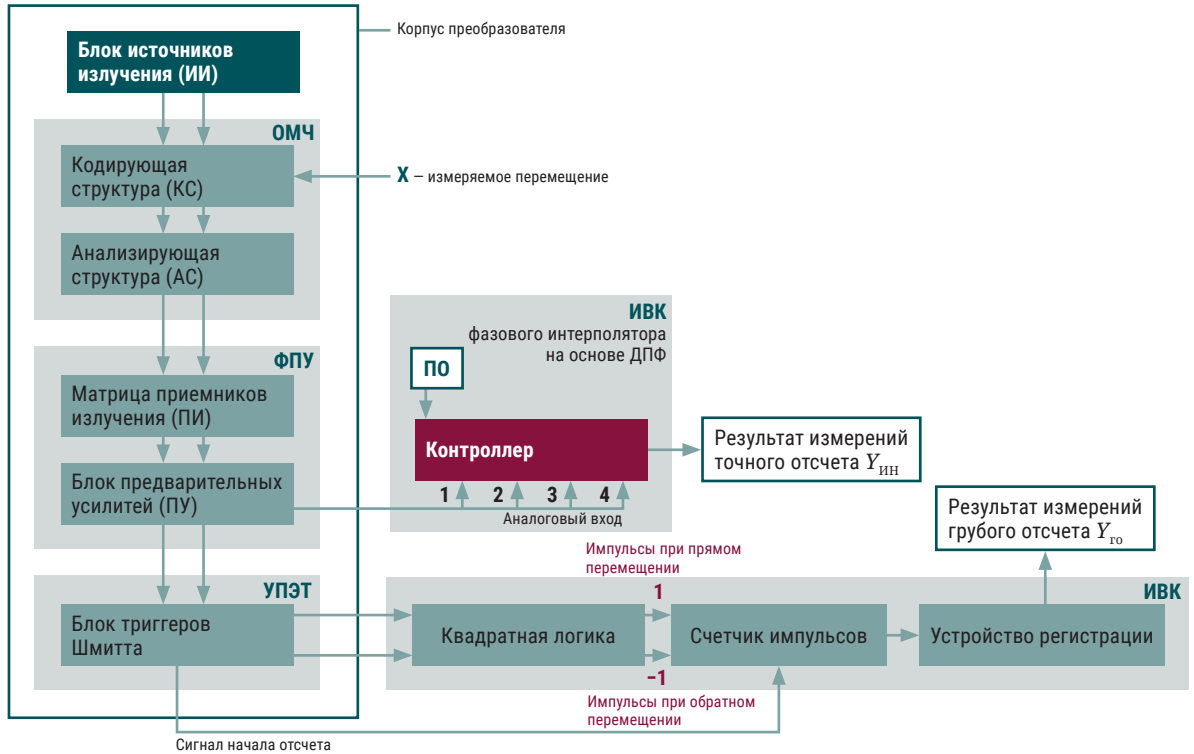 Корпус преобразователя
Блок источников
излучения (ИИ)
ОМЧ
Кодирующая
структура (КС)
X – измеряемое перемещение
Анализирующая
структура (АС)
ИВК
фазового интерполятора
на основе ДПФ
ПО
ФПУ
Матрица приемников
излучения (ПИ)
Контроллер
Результат измерений
точного отсчета Yин
Блок предварительных
усилитей (ПУ)
1 2 3 4
Аналоговый вход
Результат измерений
грубого отсчета Yго
Импульсы при прямом
перемещении
УПЭТ
1
ИВК
Блок триггеров
Шмитта
Квадратная логика
Счетчик импульсов
Устройство регистрации
−1
Импульсы при обратном
перемещении
Сигнал начала отсчета